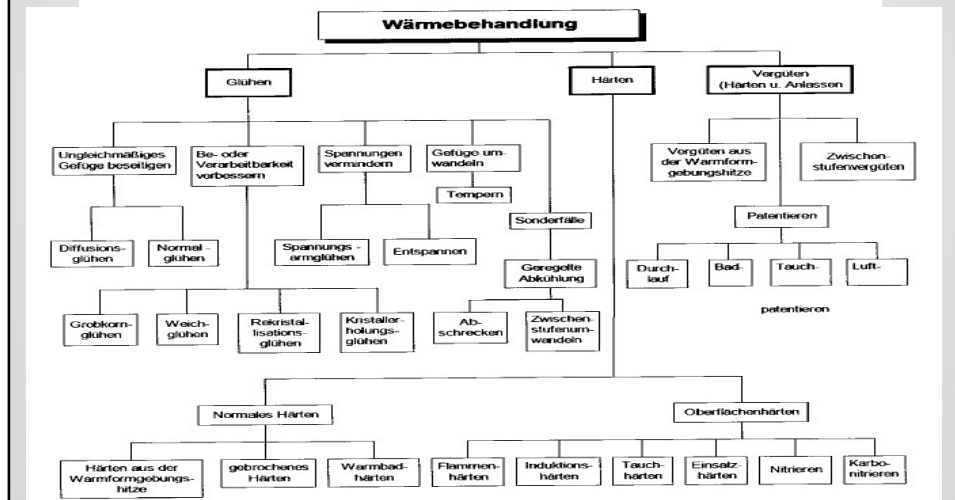 Wärmebehandlung
Glühen
Härten
Vergüten
(Härten u. Anlassen
Ungleichmäßiges
Gefüge beseitigen
Be- oder
Verarbeitbarkeit
verbessern
Spannungen
vermindern
Gefüge um-
wandeln
Vergüten aus
der Warmform-
gebungshitze
Zwischen-
stufenvergüten
Tempern
Sonderfälle
Patentieren
Diffusions-
glühen
Normal-
glühen
Spannungs-
armglühen
Entspannen
Geregelte
Abkühlung
Durch-
lauf
Bad-
Tauch-
Luft-
patentieren
Grobkorn-
glühen
Weich-
glühen
Rekristal-
lisations-
glühen
Kristaller-
holungs-
glühen
Ab-
schrecken
Zwischen-
stufenum-
wandeln
Normales Härten
Oberflächenhärten
Härten aus der
Warmformgebungs-
hitze
gebrochenes
Härten
Warmbad-
härten
Flammen-
härten
Induktions-
härten
Tauch-
härten
Einsatz-
härten
Nitrieren
Karbo-
nitrieren